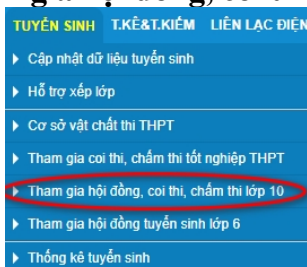 TUYỂN SINH T.KÊ&T.KIẾM LIÊN LẠC ĐIỆN
Cập nhật dữ liệu tuyển sinh
Hỗ trợ xếp lớp
Cơ sở vật chất thi THPT
Tham gia coi thi, chấm thi tốt nghiệp THPT
Tham gia hội đồng, coi thi, chấm thi lớp 10
Tham gia hội đồng tuyển sinh lớp 6
Thống kê tuyển sinh